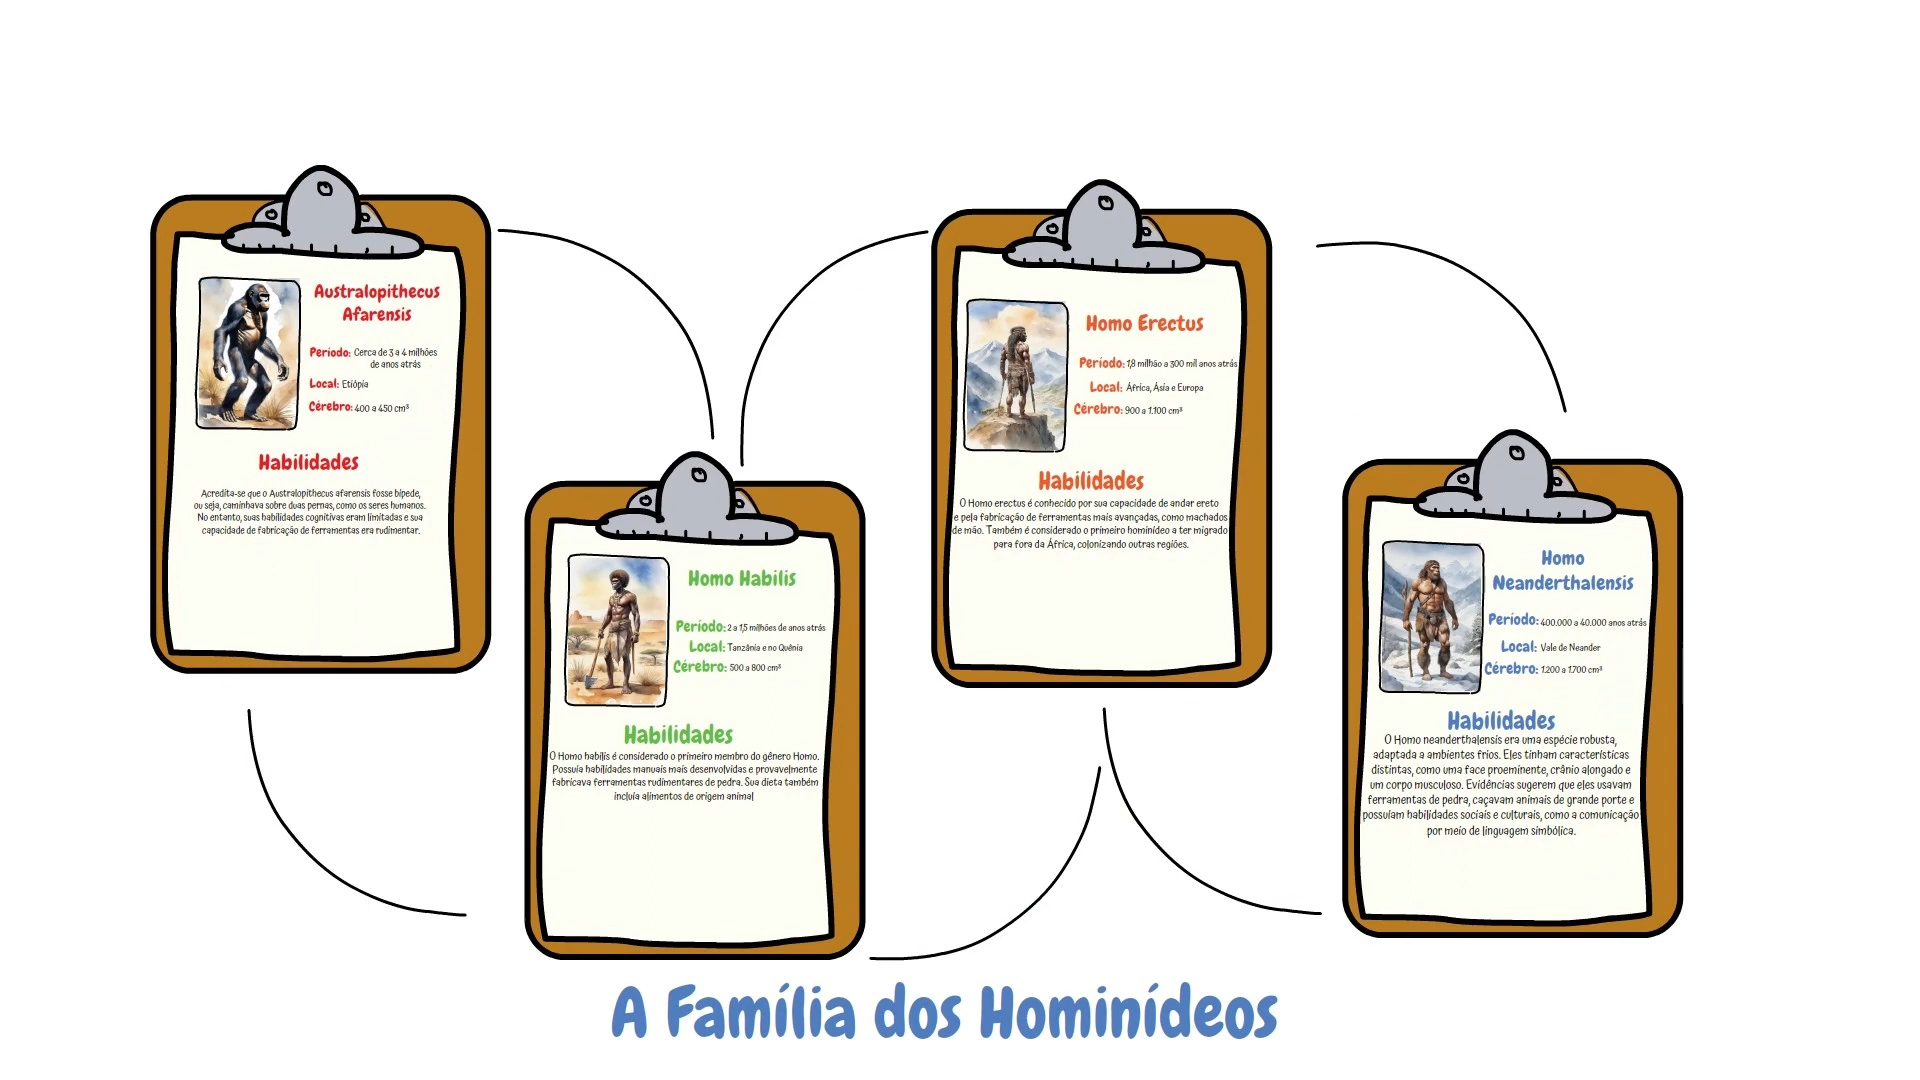 Australopithecus
Afarensis
Período: Cerca de 3 a 4 milhões
de anos atrás
Local: Etiópia
Cérebro: 400 a 450 cm³
Habilidades
Acredita-se que o Australopithecus afarensis fosse bípede,
ou seja, caminhava sobre duas pernas, como os seres humanos.
No entanto, suas habilidades cognitivas eram limitadas e sua
capacidade de fabricação de ferramentas era rudimentar.
Homo Habilis
Período: 2 a 1,5 milhões de anos atrás
Local: Tanzânia e no Quênia
Cérebro: 500 a 800 cm³
Habilidades
O Homo habilis é considerado o primeiro membro do gênero Homo.
Possuía habilidades manuais mais desenvolvidas e provavelmente
fabricava ferramentas rudimentares de pedra. Sua dieta também
incluía alimentos de origem animal
Homo Erectus
Período: 1,8 milhão a 300 mil anos atrás
Local: África, Ásia e Europa
Cérebro: 900 a 1.100 cm³
Habilidades
O Homo erectus é conhecido por sua capacidade de andar ereto
e pela fabricação de ferramentas mais avançadas, como machados
de mão. Também é considerado o primeiro hominídeo a ter migrado
para fora da África, colonizando outras regiões.
Homo
Neanderthalensis
Período: 400.000 a 40.000 anos atrás
Local: Vale de Neander
Cérebro: 1.200 a 1.700 cm³
Habilidades
O Homo neanderthalensis era uma espécie robusta,
adaptada a ambientes frios. Eles tinham características
distintas, como uma face proeminente, crânio alongado e
um corpo musculoso. Evidências sugerem que eles usavam
ferramentas de pedra, caçavam animais de grande porte e
possuíam habilidades sociais e culturais, como a comunicação
por meio de linguagem simbólica.
A Família dos Hominídeos